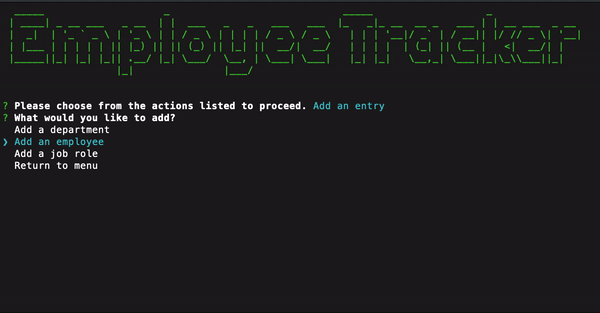 Employee Tracker
? Please choose from the actions listed to proceed. Add an entry
? What would you like to add?
Add a department
❯ Add an employee
Add a job role
Return to menu